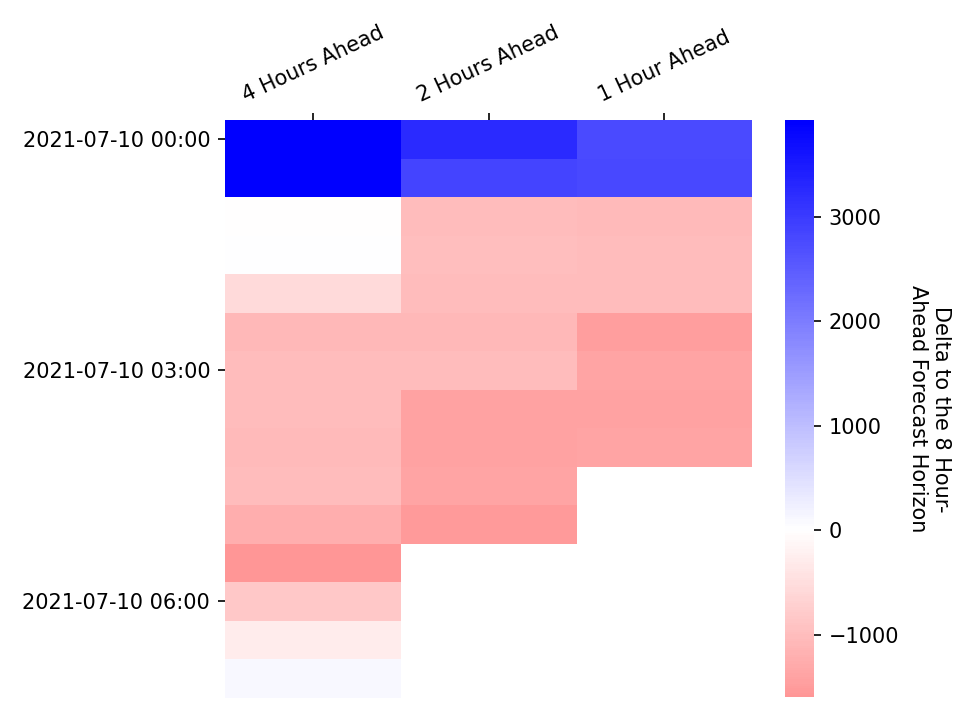 4 Hours Ahead
2 Hours Ahead
1 Hour Ahead
2021-07-10 00:00
2021-07-10 03:00
2021-07-10 06:00
3000
2000
1000
0
−1000
Delta to the 8 Hour-
Ahead Forecast Horizon